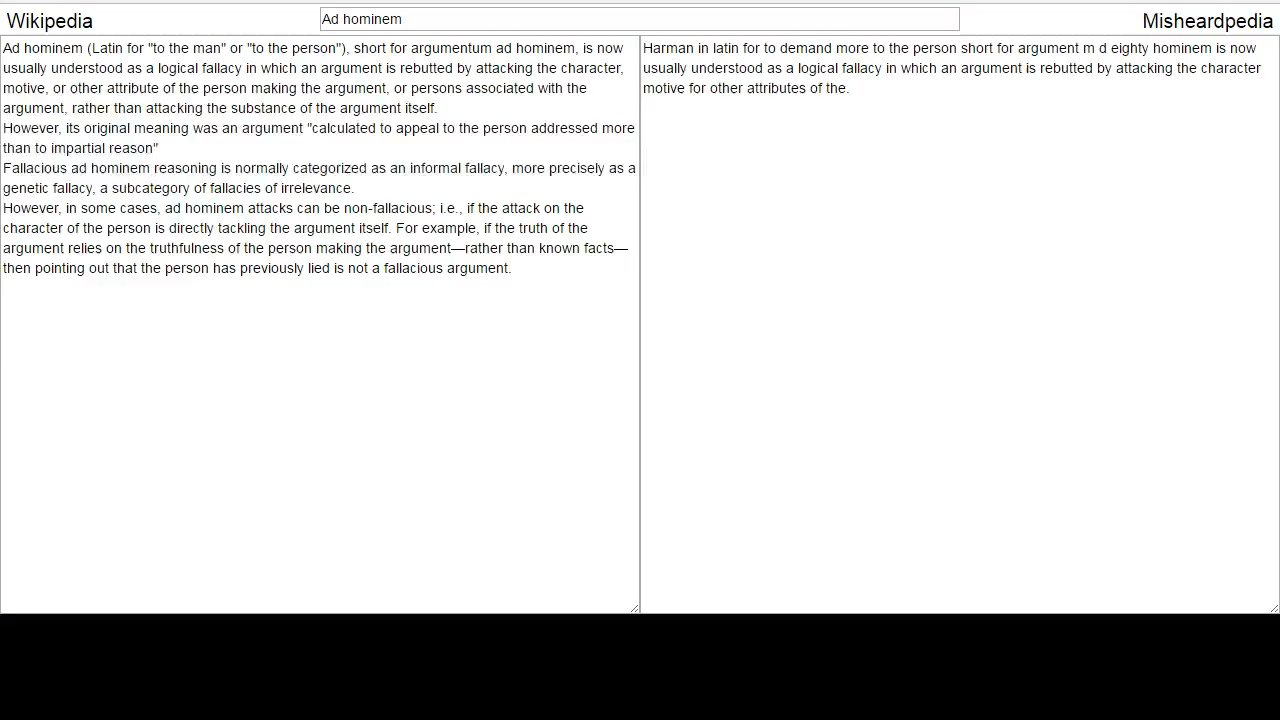 Wikipedia
Ad hominem
Misheardpedia
Ad hominem (Latin for "to the man" or "to the person"), short for argumentum ad hominem, is now
usually understood as a logical fallacy in which an argument is rebutted by attacking the character,
motive, or other attribute of the person making the argument, or persons associated with the
argument, rather than attacking the substance of the argument itself.
However, its original meaning was an argument "calculated to appeal to the person addressed more
than to impartial reason"
Fallacious ad hominem reasoning is normally categorized as an informal fallacy, more precisely as a
genetic fallacy, a subcategory of fallacies of irrelevance.
However, in some cases, ad hominem attacks can be non-fallacious; i.e., if the attack on the
character of the person is directly tackling the argument itself. For example, if the truth of the
argument relies on the truthfulness of the person making the argument—rather than known facts—
then pointing out that the person has previously lied is not a fallacious argument.
Harman in latin for to demand more to the person short for argument m d eighty hominem is now
usually understood as a logical fallacy in which an argument is rebutted by attacking the character
motive for other attributes of the.